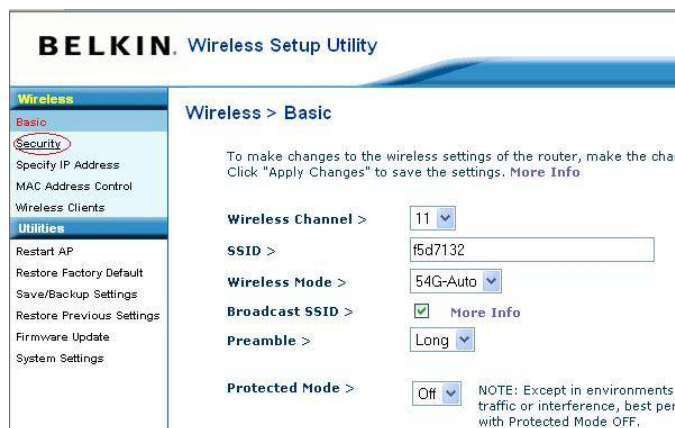 BELKIN. Wireless Setup Utility
Wireless
Basic
Security
Specify IP Address
MAC Address Control
Wireless Clients
Utilities
Restart AP
Restore Factory Default
Save/Backup Settings
Restore Previous Settings
Firmware Update
System Settings
Wireless > Basic
To make changes to the wireless settings of the router, make the cha
Click "Apply Changes" to save the settings. More Info
Wireless Channel > 11
SSID > f5d7132
Wireless Mode > 54G-Auto
Broadcast SSID > More Info
Preamble > Long
Protected Mode > Off NOTE: Except in environments
traffic or interference, best per
with Protected Mode OFF.